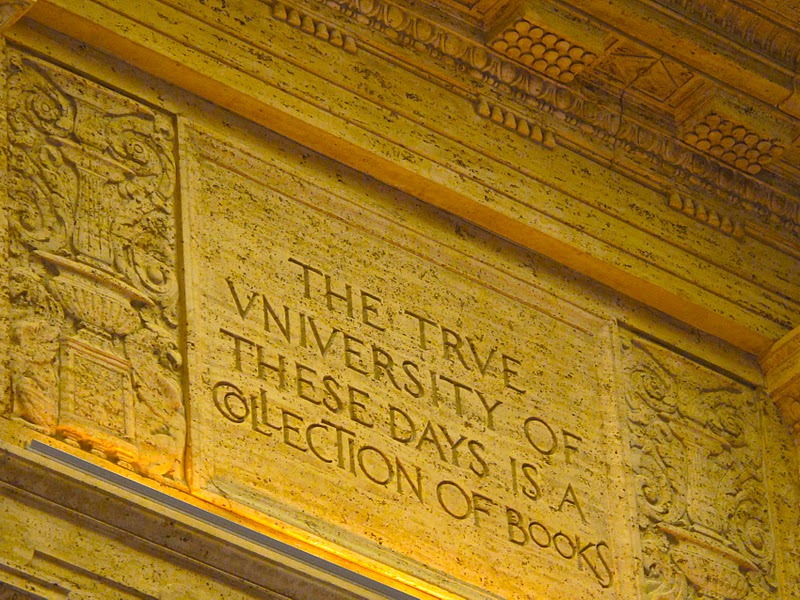 THE TRVE
VNIVERSITY OF
THESE DAYS IS A
COLLECTION OF BOOKS